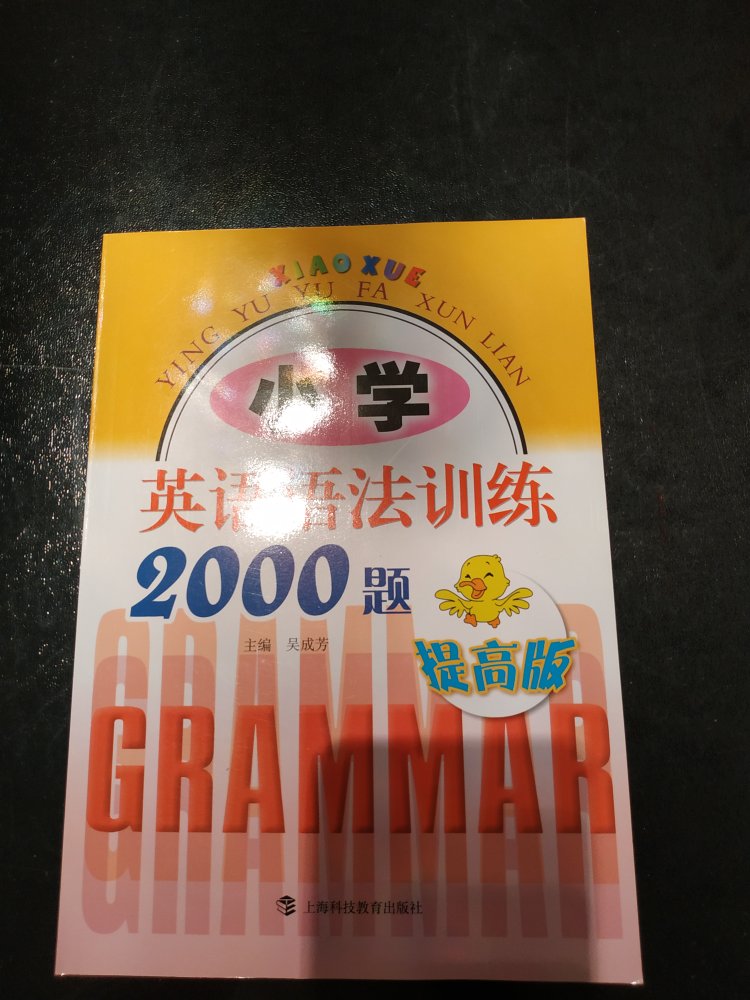 XIAO XUE
YING YU YU FA XUN LIAN
小学
英语语法训练
2000题
提高版
主编 吴成芳
GRAMMAR
GRAMMAR
GRAMMAR
上海科技教育出版社